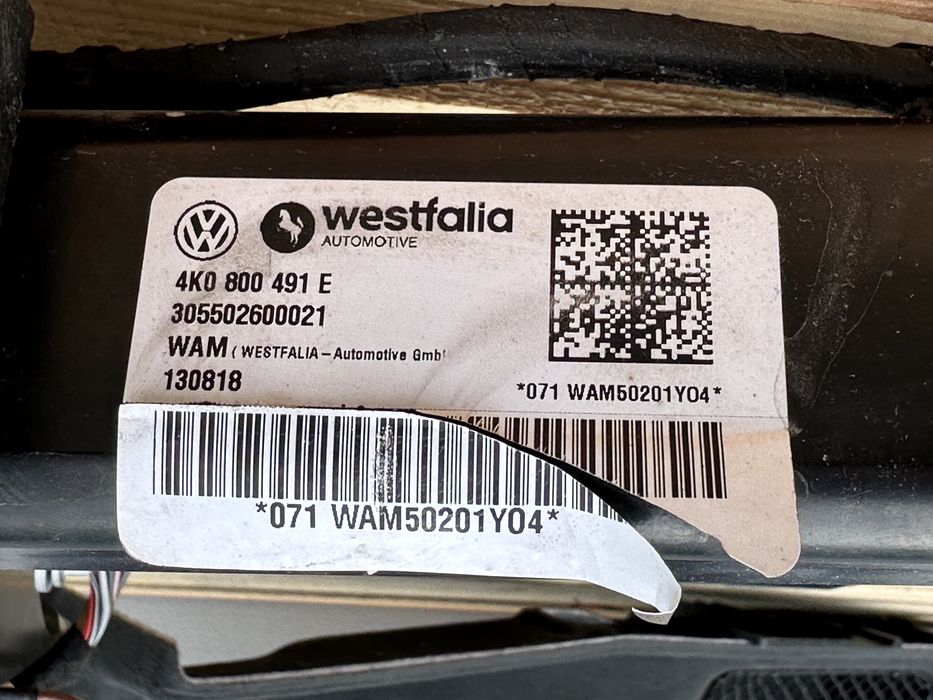 westfalia
AUTOMOTIVE
4K0 800 491 E
305502600021
WAM ( WESTFALIA – Automotive Gmb
130818
*071 WAM50201Y04*
*071 WAM50201Y04*